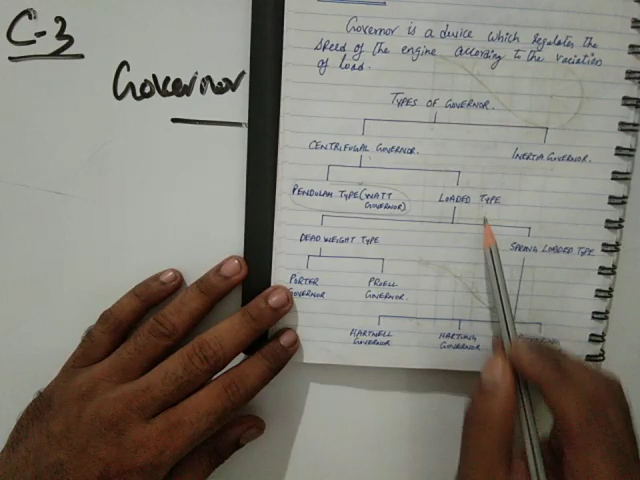 C-3
Governor
Governor is a device which regulates the
speed of the engine according to the variation
of load.
TYPES OF GOVERNOR.
CENTRIFUGAL GOVERNOR.
INERTIA GOVERNOR.
PENDULAM TYPE (WATT
GOVERNOR)
LOADED TYPE
DEAD WEIGHT TYPE
SPRING LOADED TYPE
PORTER
GOVERNOR
PROELL
GOVERNOR.
HARTNELL
GOVERNOR
HARTUNG
GOVERNOR